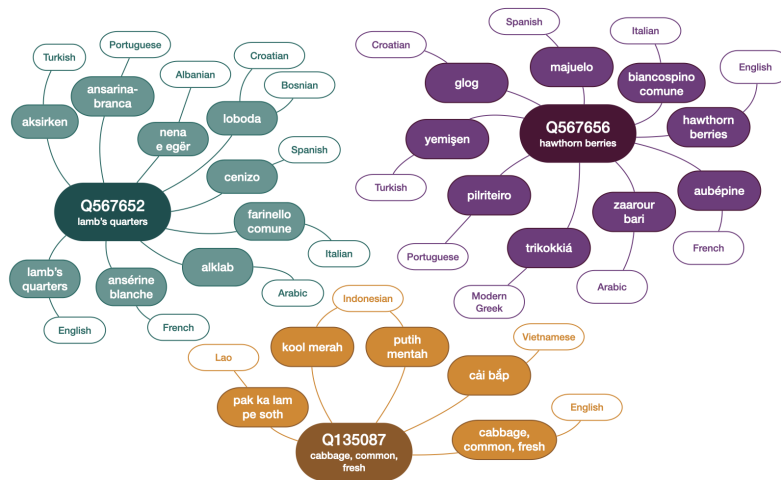 Turkish
Portuguese
Albanian
Croatian
Bosnian
aksirken
ansarina-
branca
nena
e egër
loboda
cenizo
Spanish
Q567652
lamb's quarters
farinello
comune
Italian
lamb's
quarters
English
ansérine
blanche
French
alklab
Arabic
Croatian
Spanish
Italian
English
glog
majuelo
biancospino
comune
hawthorn
berries
yemişen
Turkish
Q567656
hawthorn berries
pilriteiro
Portuguese
trikokkiá
Modern
Greek
zaarour
bari
Arabic
aubépine
French
Indonesian
kool merah
putih
mentah
Vietnamese
cải bắp
Lao
pak ka lam
pe soth
English
cabbage,
common, fresh
Q135087
cabbage, common,
fresh